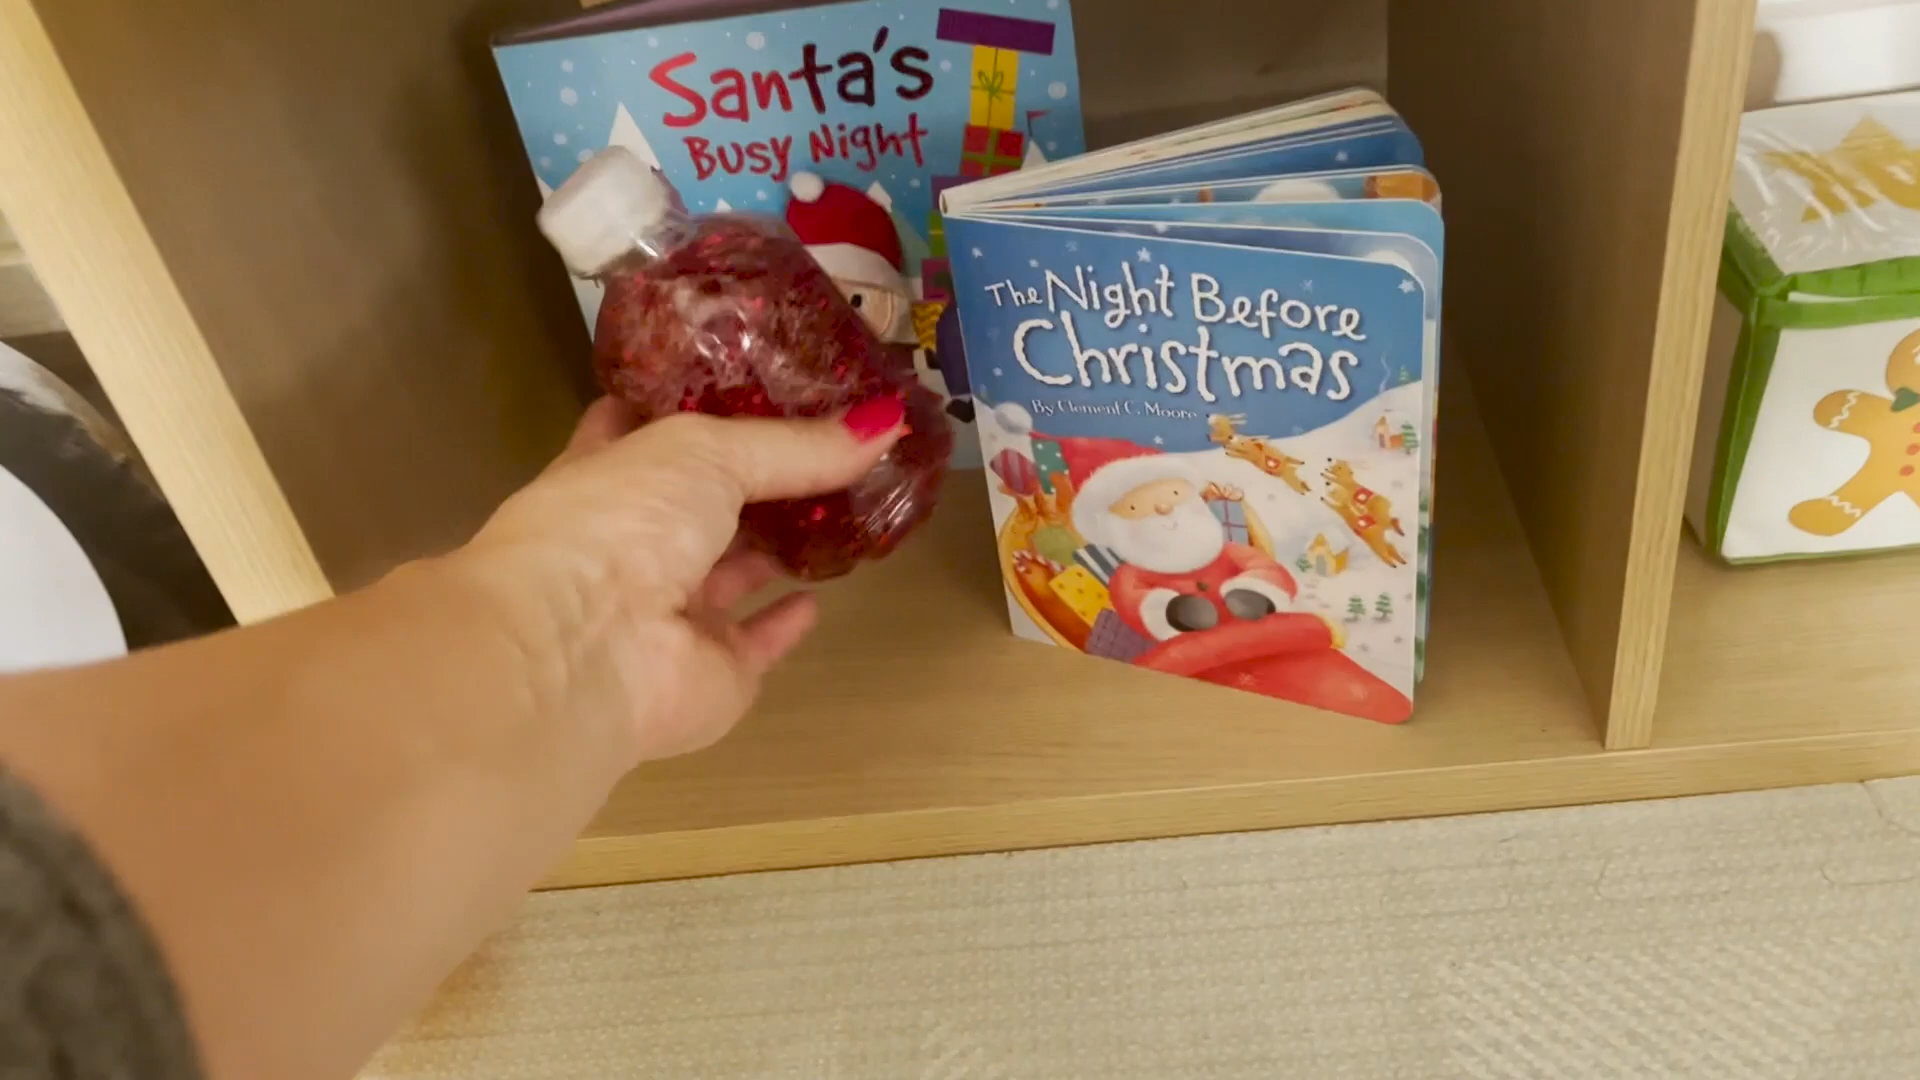 Santa's
Busy Night
The Night Before
Christmas
By Clement C. Moore